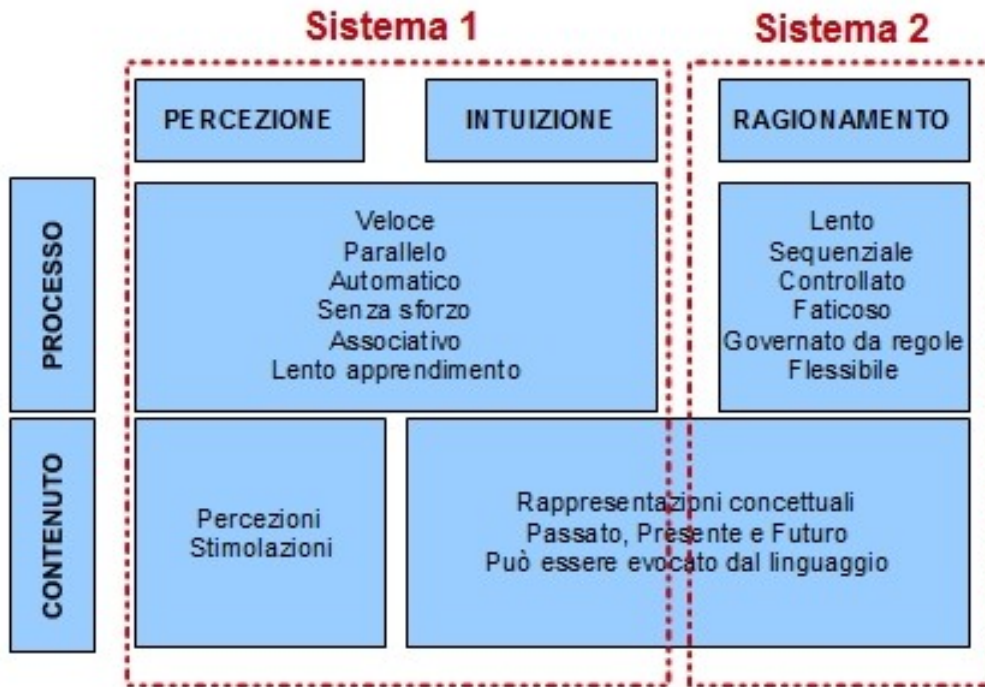 Sistema 1
Sistema 2
PERCEZIONE
INTUIZIONE
RAGIONAMENTO
PROCESSO
Veloce
Parallelo
Automatico
Senza sforzo
Associativo
Lento apprendimento
Lento
Sequenziale
Controllato
Faticoso
Governato da regole
Flessibile
CONTENUTO
Percezioni
Stimolazioni
Rappresentazioni concettuali
Passato, Presente e Futuro
Può essere evocato dal linguaggio